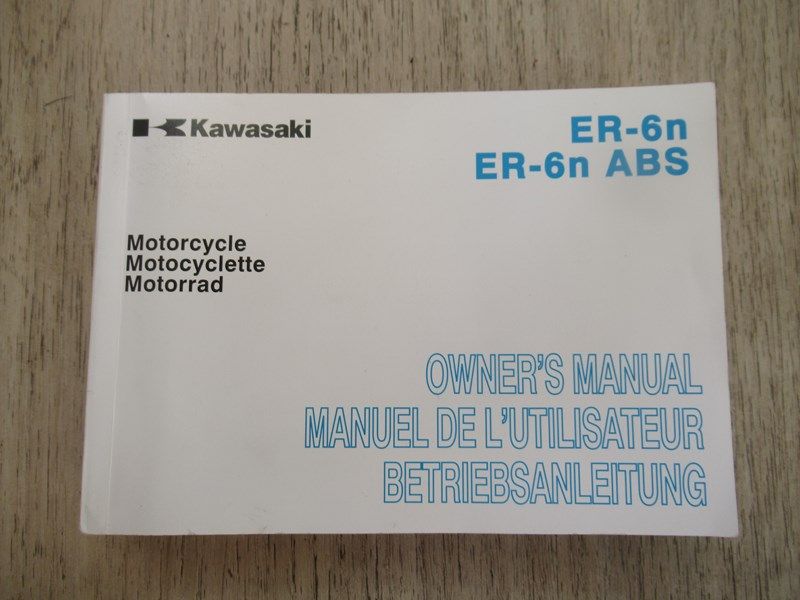 Kawasaki
ER-6n
ER-6n ABS
Motorcycle
Motocyclette
Motorrad
OWNER'S MANUAL
MANUEL DE L'UTILISATEUR
BETRIEBSANLEITUNG